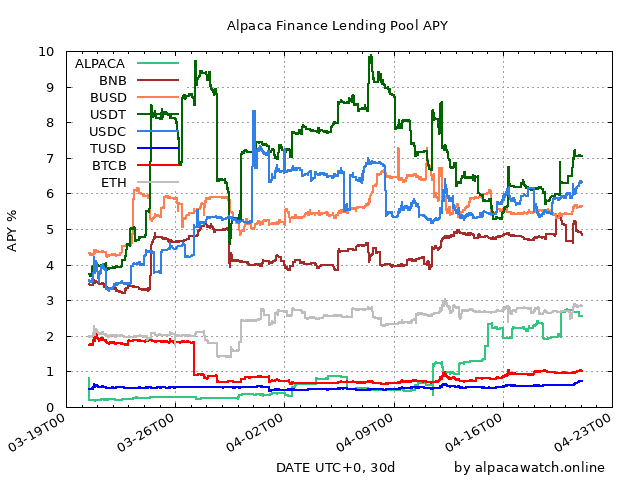 Alpaca Finance Lending Pool APY
10
9
8
7
6
5
4
3
2
1
0
APY %
ALPACA
BNB
BUSD
USDT
USDC
TUSD
BTCB
ETH
03-19T00
03-26T00
04-02T00
04-09T00
04-16T00
04-23T00
DATE UTC+0, 30d
by alpacawatch.online